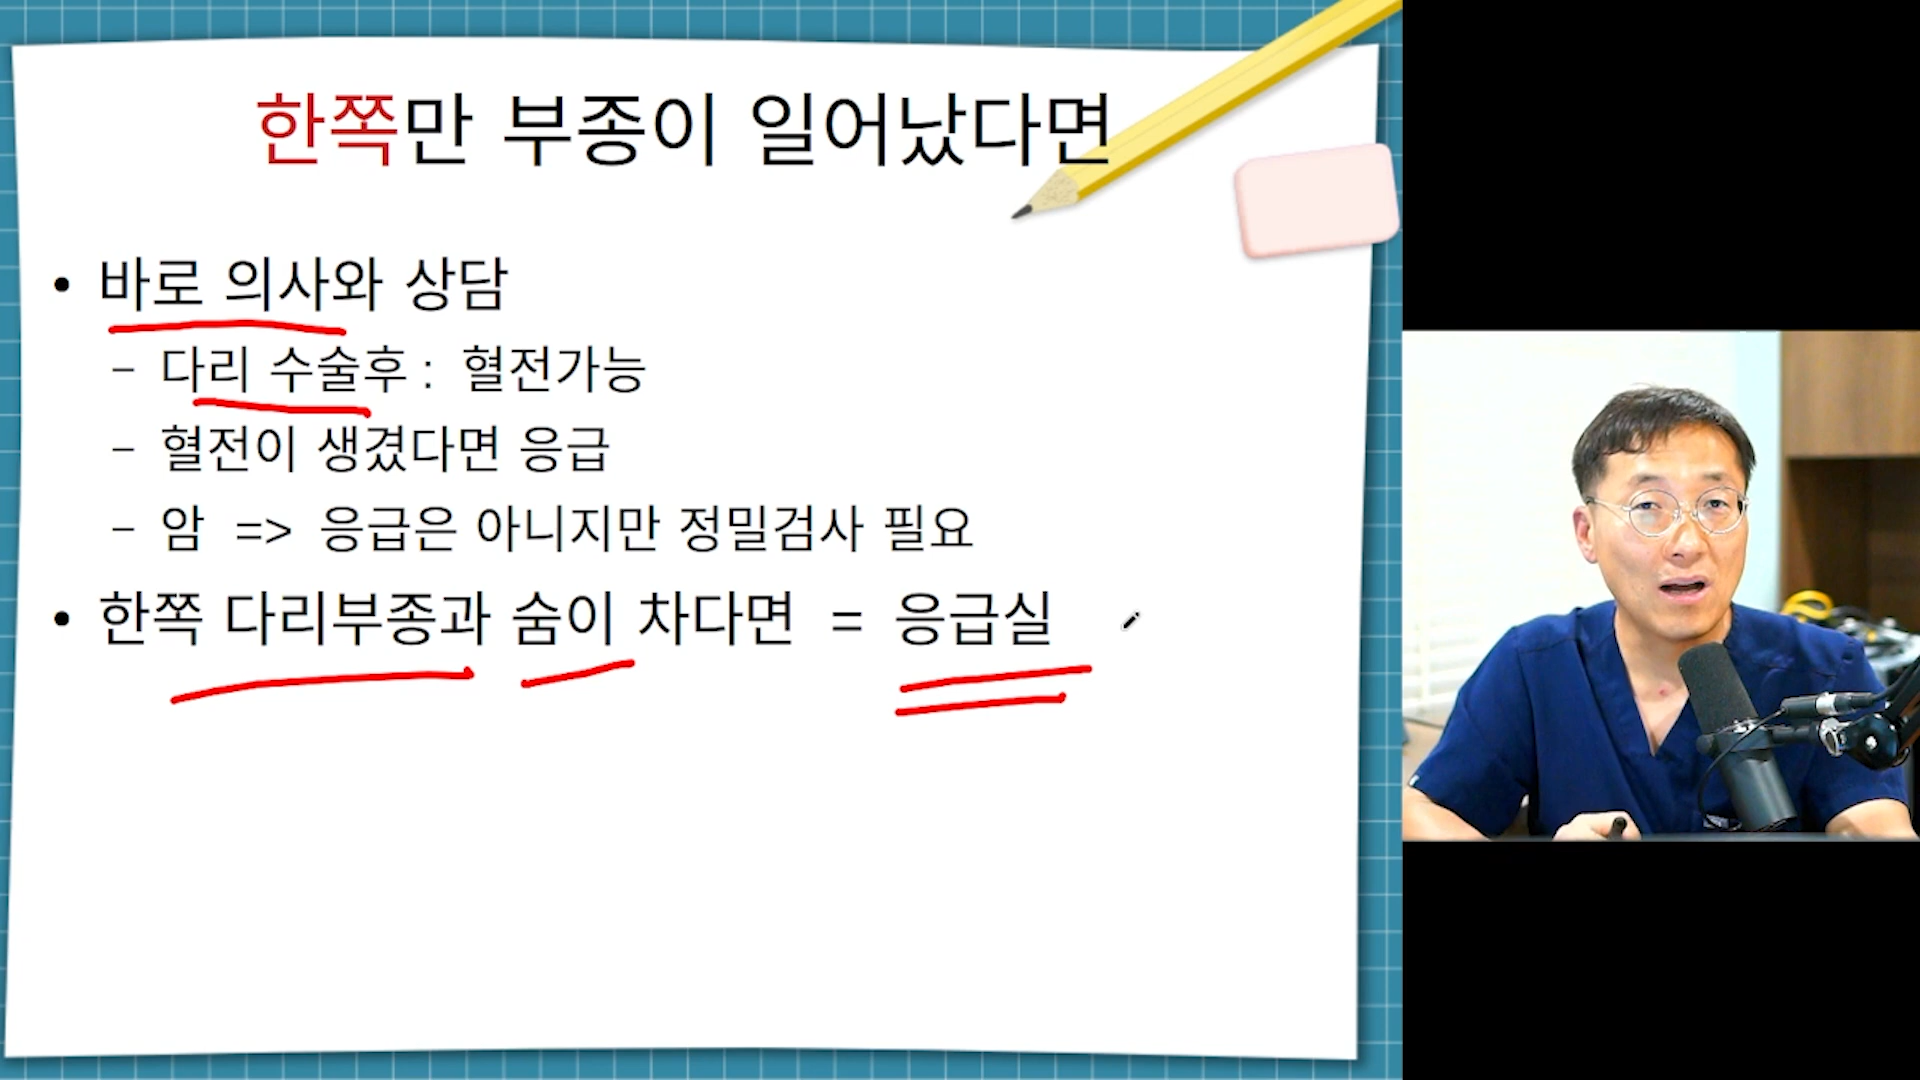 한쪽만 부종이 일어났다면
• 바로 의사와 상담
– 다리 수술후 : 혈전가능
– 혈전이 생겼다면 응급
– 암 => 응급은 아니지만 정밀검사 필요
• 한쪽 다리부종과 숨이 차다면 = 응급실